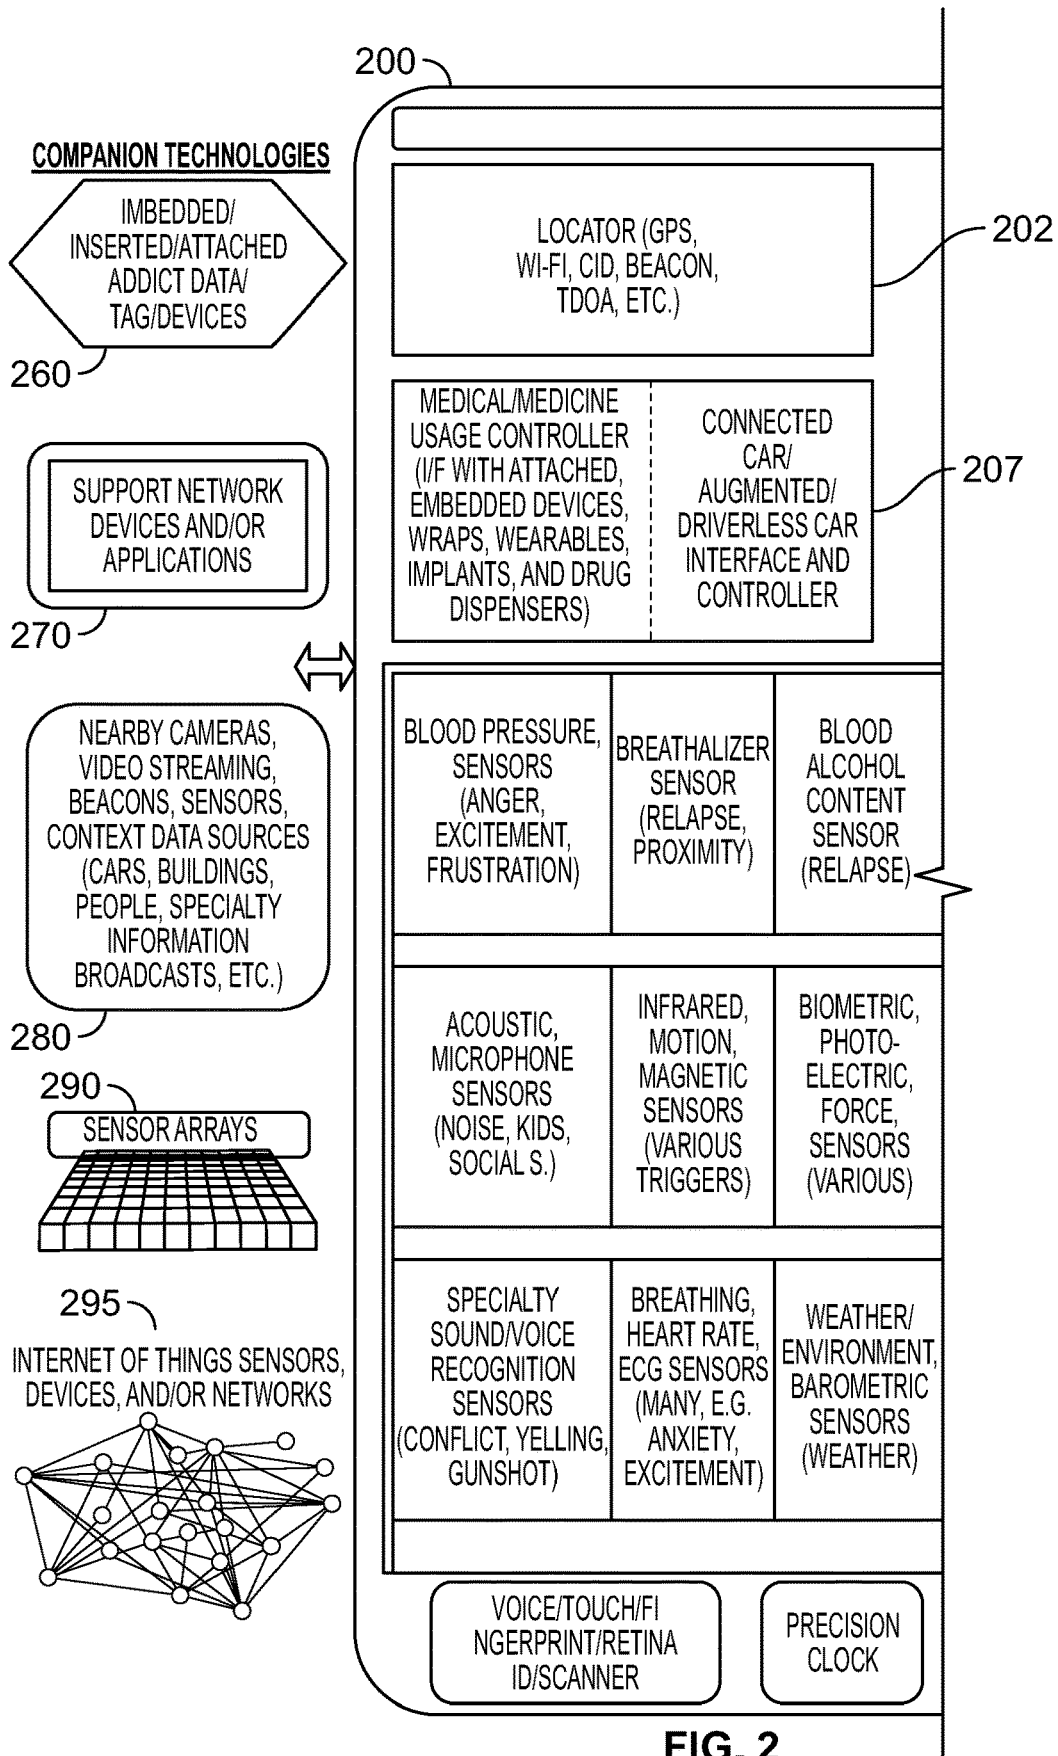 200
COMPANION TECHNOLOGIES
IMBEDDED/
INSERTED/ATTACHED
ADDICT DATA/
TAG/DEVICES
260
SUPPORT NETWORK
DEVICES AND/OR
APPLICATIONS
270
NEARBY CAMERAS,
VIDEO STREAMING,
BEACONS, SENSORS,
CONTEXT DATA SOURCES
(CARS, BUILDINGS,
PEOPLE, SPECIALTY
INFORMATION
BROADCASTS, ETC.)
280
290
SENSOR ARRAYS
295
INTERNET OF THINGS SENSORS,
DEVICES, AND/OR NETWORKS
LOCATOR (GPS,
WI-FI, CID, BEACON,
TDOA, ETC.)
202
MEDICAL/MEDICINE
USAGE CONTROLLER
(I/F WITH ATTACHED,
EMBEDDED DEVICES,
WRAPS, WEARABLES,
IMPLANTS, AND DRUG
DISPENSERS)
CONNECTED
CAR/
AUGMENTED/
DRIVERLESS CAR
INTERFACE AND
CONTROLLER
207
BLOOD PRESSURE,
SENSORS
(ANGER,
EXCITEMENT,
FRUSTRATION)
BREATHALIZER
SENSOR
(RELAPSE,
PROXIMITY)
BLOOD
ALCOHOL
CONTENT
SENSOR
(RELAPSE)
ACOUSTIC,
MICROPHONE
SENSORS
(NOISE, KIDS,
SOCIAL S.)
INFRARED,
MOTION,
MAGNETIC
SENSORS
(VARIOUS
TRIGGERS)
BIOMETRIC,
PHOTO-
ELECTRIC,
FORCE,
SENSORS
(VARIOUS)
SPECIALTY
SOUND/VOICE
RECOGNITION
SENSORS
(CONFLICT, YELLING,
GUNSHOT)
BREATHING,
HEART RATE,
ECG SENSORS
(MANY, E.G.
ANXIETY,
EXCITEMENT)
WEATHER/
ENVIRONMENT,
BAROMETRIC
SENSORS
(WEATHER)
VOICE/TOUCH/FI
NGERPRINT/RETINA
ID/SCANNER
PRECISION
CLOCK
FIG. 2